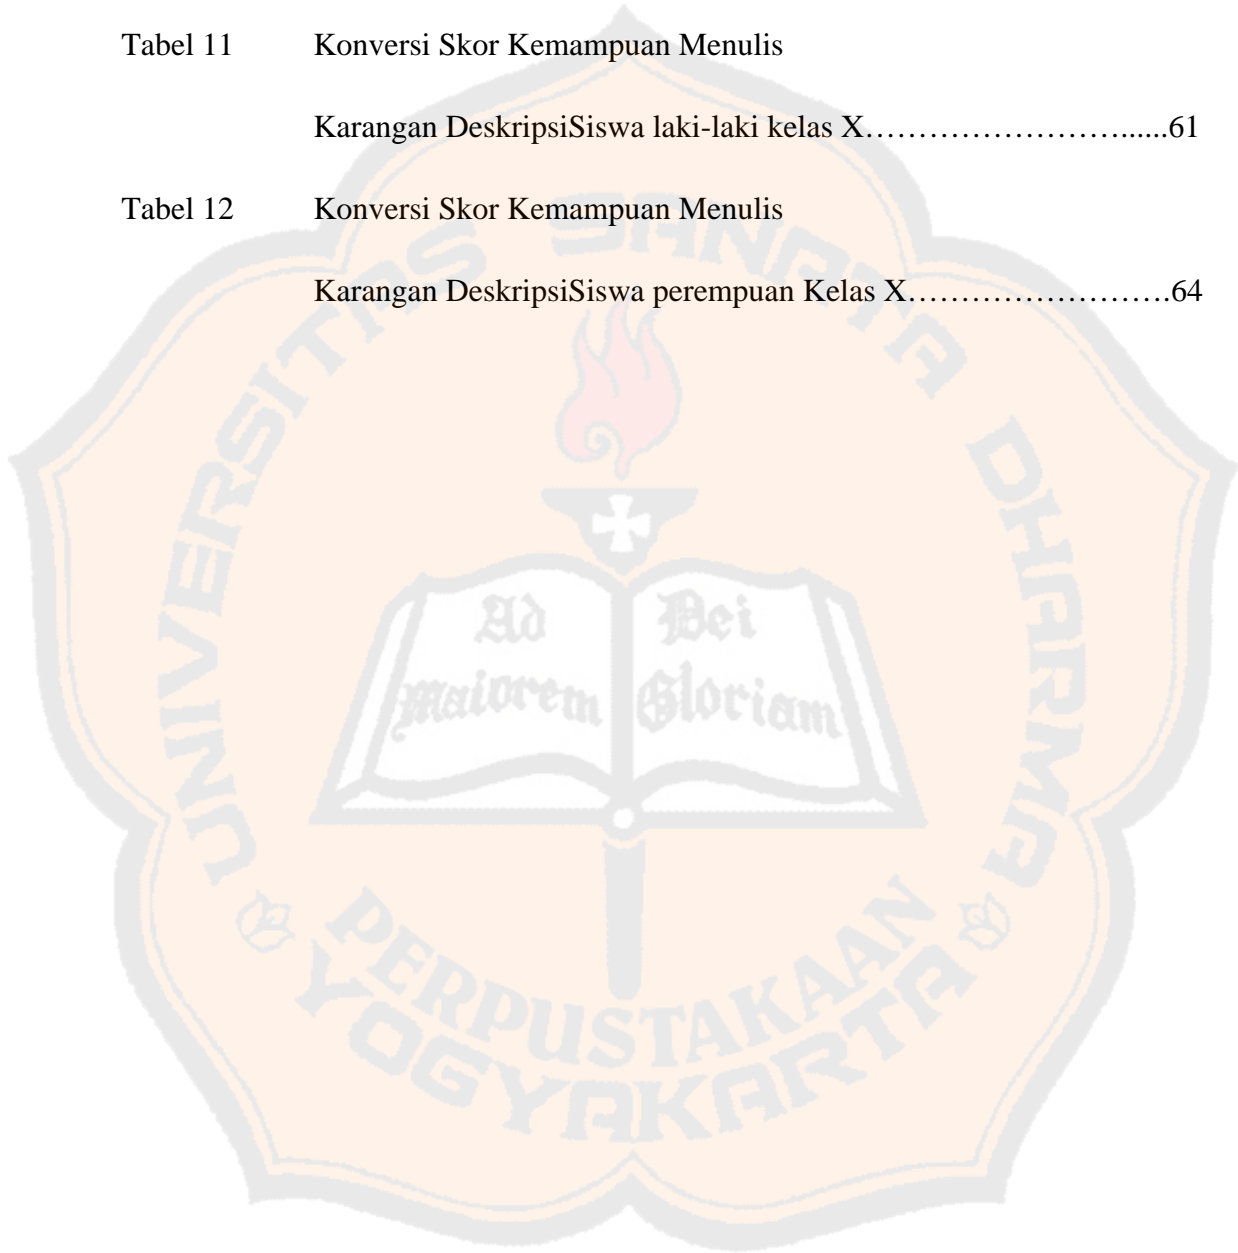 Tabel 11 Konversi Skor Kemampuan Menulis
Karangan DeskripsiSiswa laki-laki kelas X…………………….....61
Tabel 12 Konversi Skor Kemampuan Menulis
Karangan DeskripsiSiswa perempuan Kelas X………………….64
UNIVERSITAS SANATA DHARMA
Ad Dei
Maiorem Gloriam
PERPUSTAKAAN
YOGYAKARTA